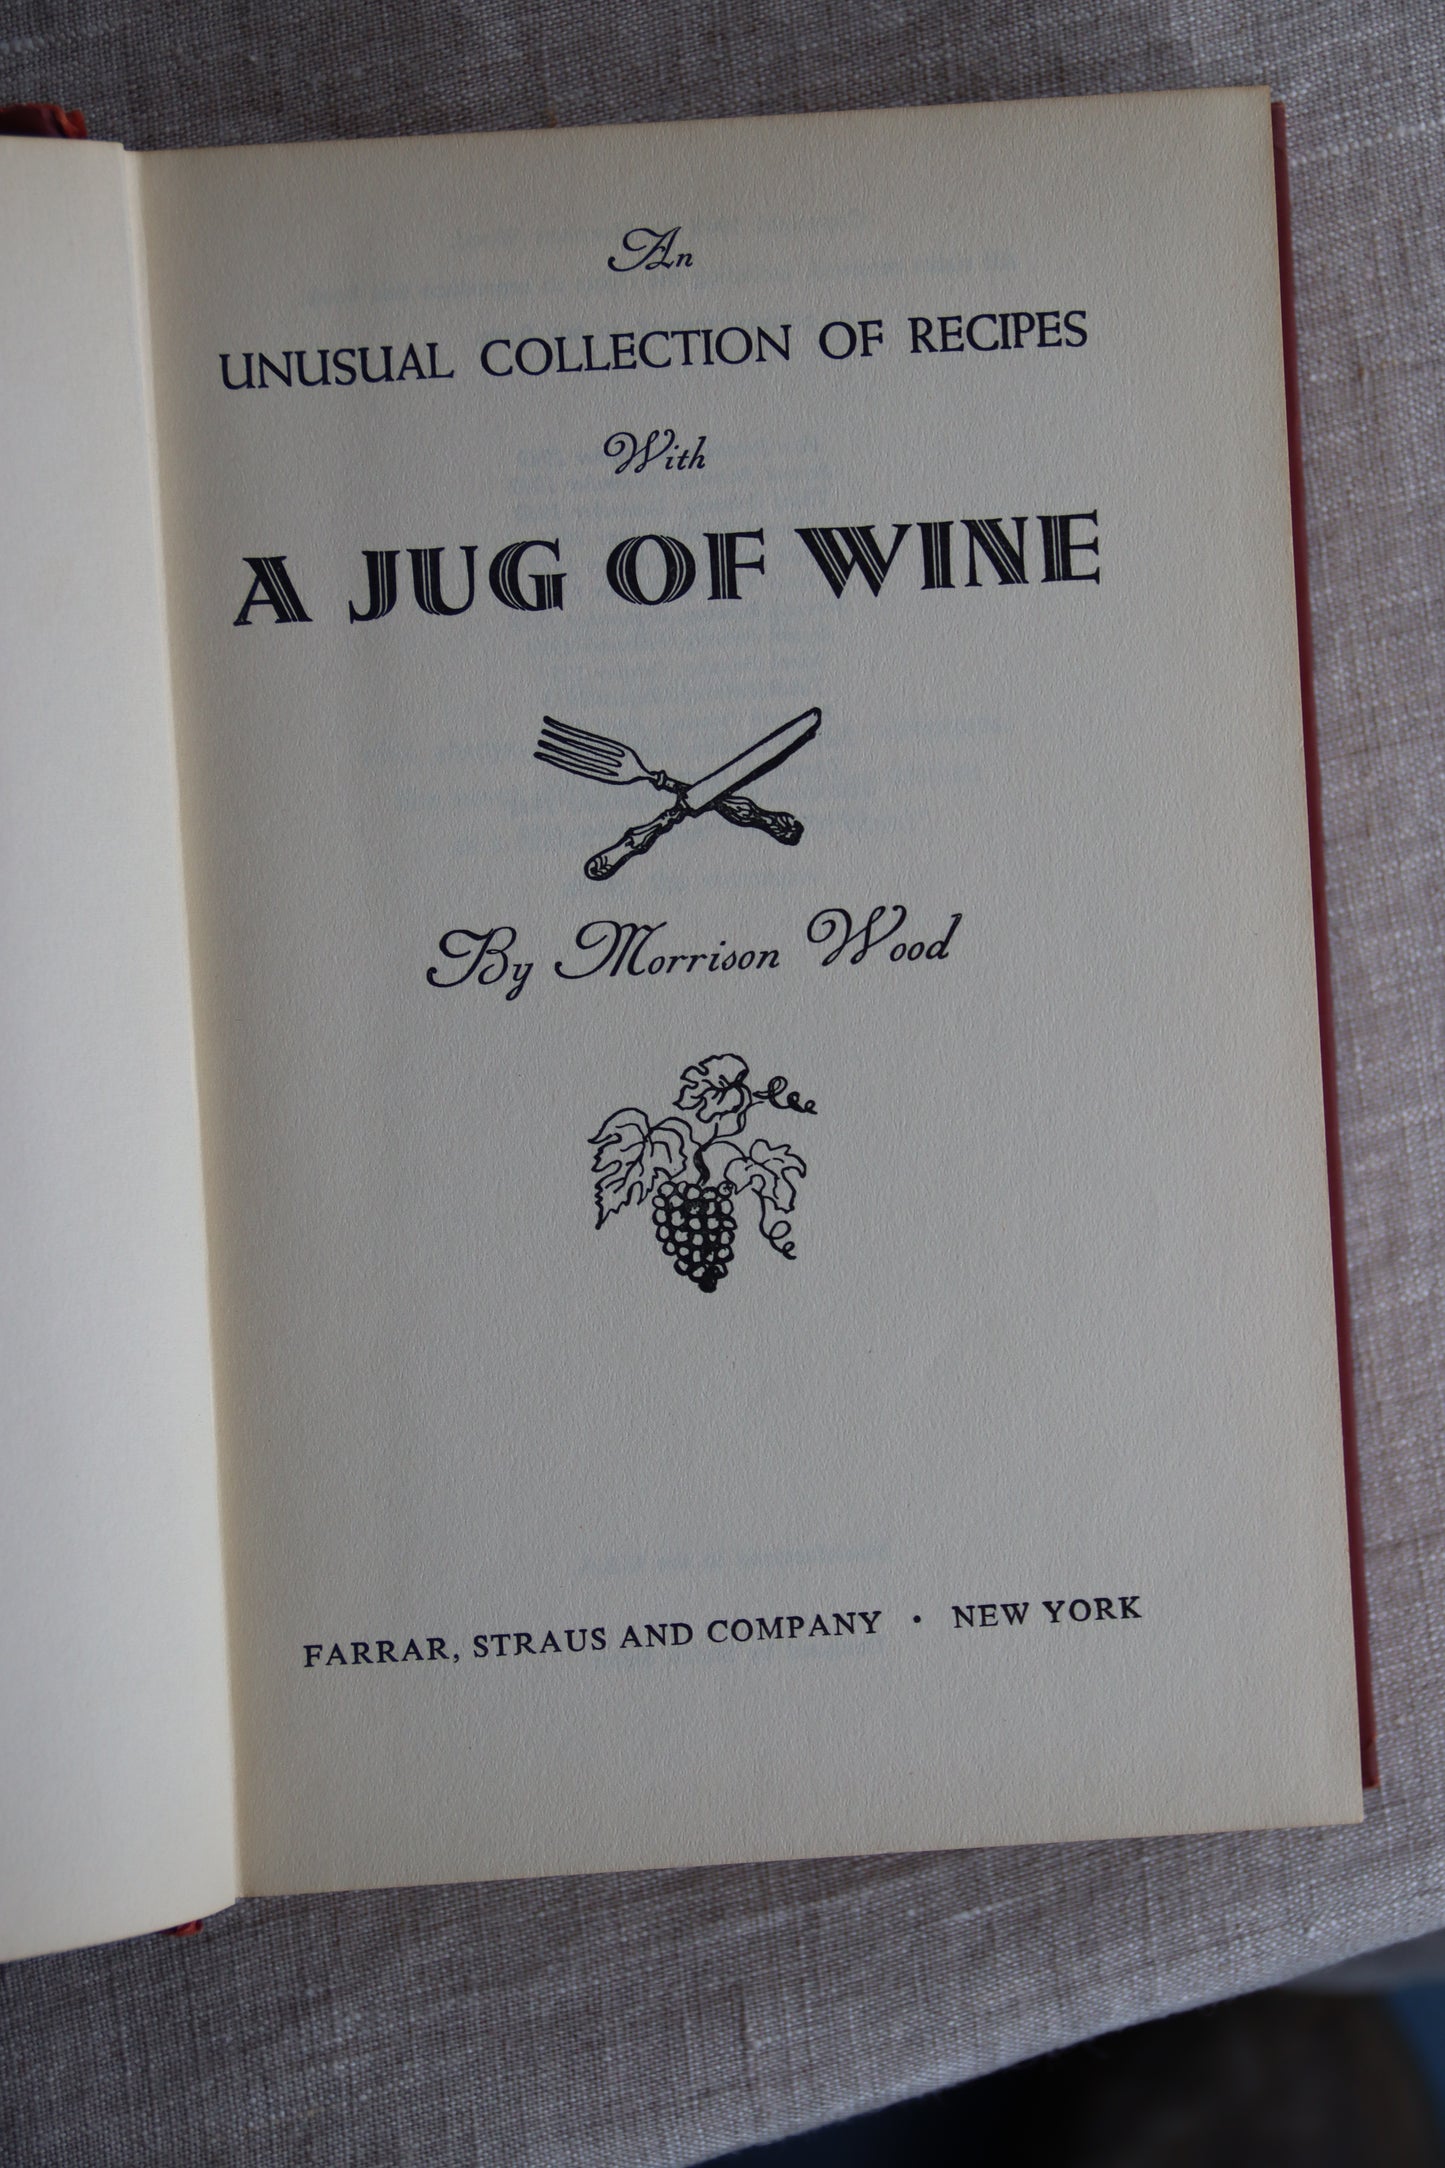 An
UNUSUAL COLLECTION OF RECIPES
With
A JUG OF WINE
By Morrison Wood
FARRAR, STRAUS AND COMPANY • NEW YORK